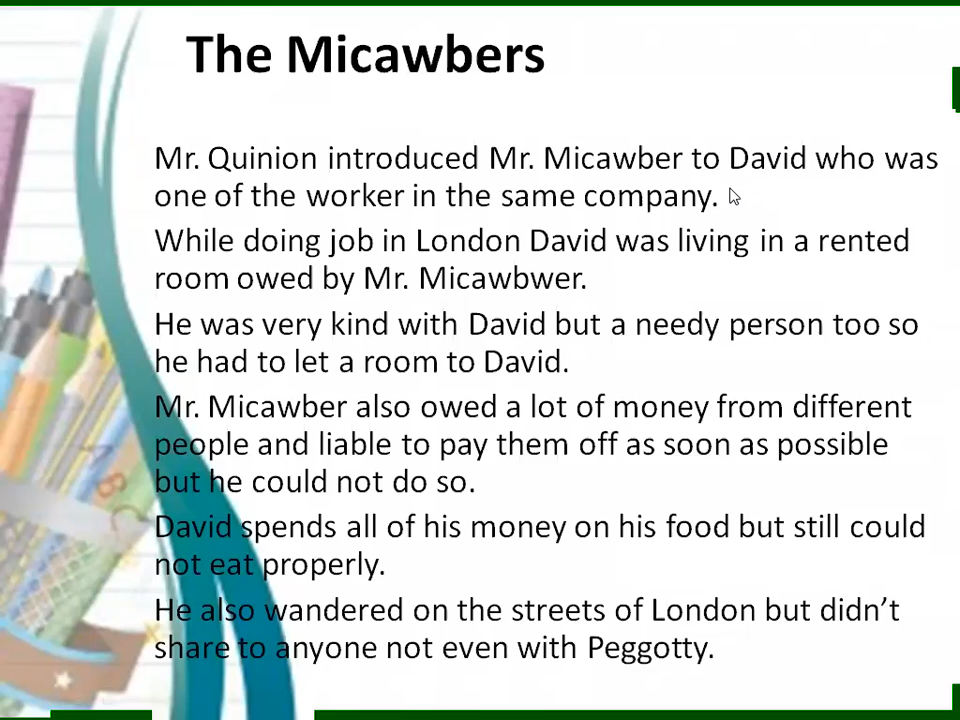 The Micawbers
Mr. Quinion introduced Mr. Micawber to David who was
one of the worker in the same company.
While doing job in London David was living in a rented
room owed by Mr. Micawbwer.
He was very kind with David but a needy person too so
he had to let a room to David.
Mr. Micawber also owed a lot of money from different
people and liable to pay them off as soon as possible
but he could not do so.
David spends all of his money on his food but still could
not eat properly.
He also wandered on the streets of London but didn’t
share to anyone not even with Peggotty.